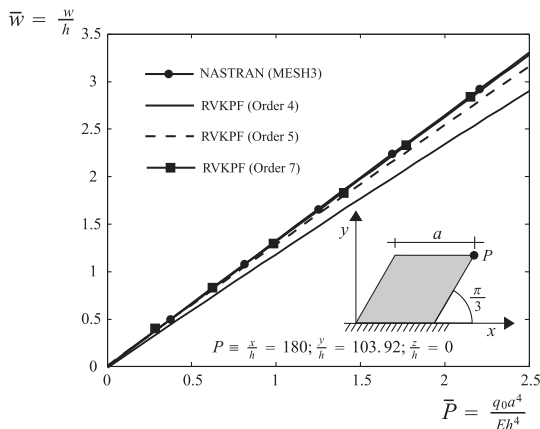 w̅ = w/h
3.5
3
2.5
2
1.5
1
0.5
0
NASTRAN (MESH3)
RVKPF (Order 4)
RVKPF (Order 5)
RVKPF (Order 7)
y
a
P
π/3
x
P ≡ x/h = 180; y/h = 103.92; z/h = 0
0
0.5
1
1.5
2
2.5
P̅ = q₀a⁴/Eh⁴